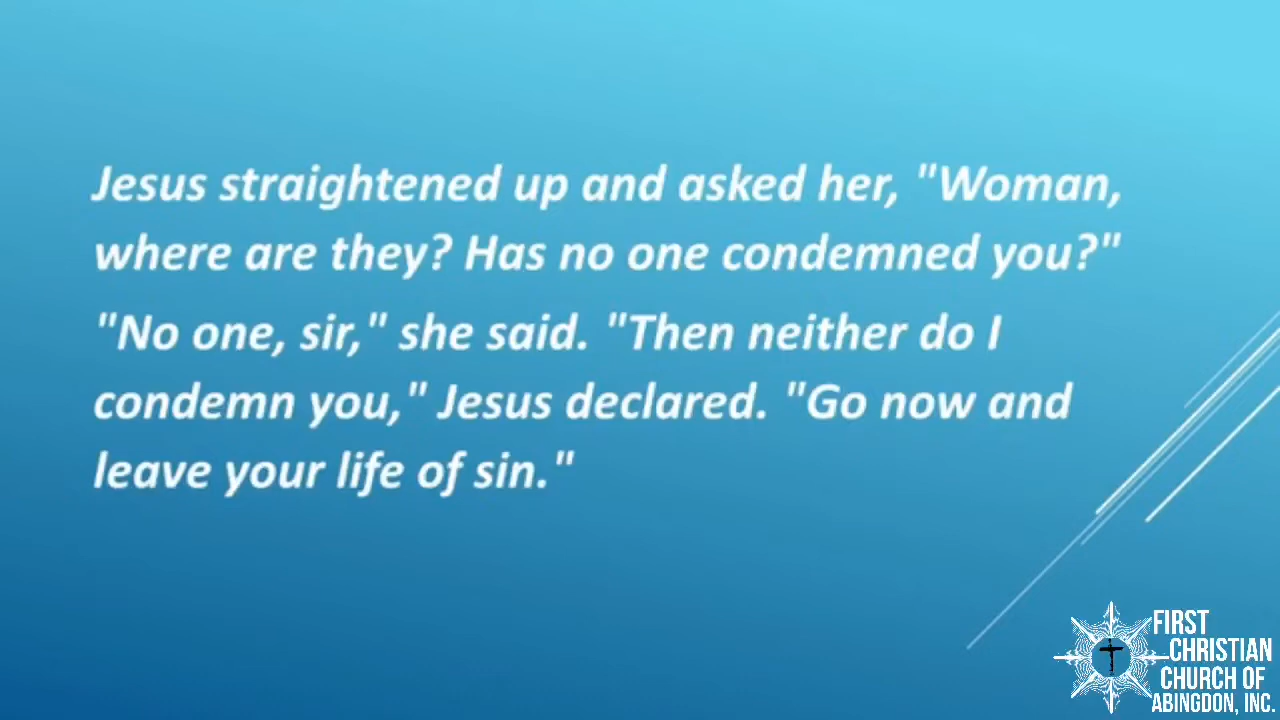 Jesus straightened up and asked her, "Woman,
where are they? Has no one condemned you?"
"No one, sir," she said. "Then neither do I
condemn you," Jesus declared. "Go now and
leave your life of sin."
FIRST
CHRISTIAN
CHURCH OF
ABINGDON, INC.